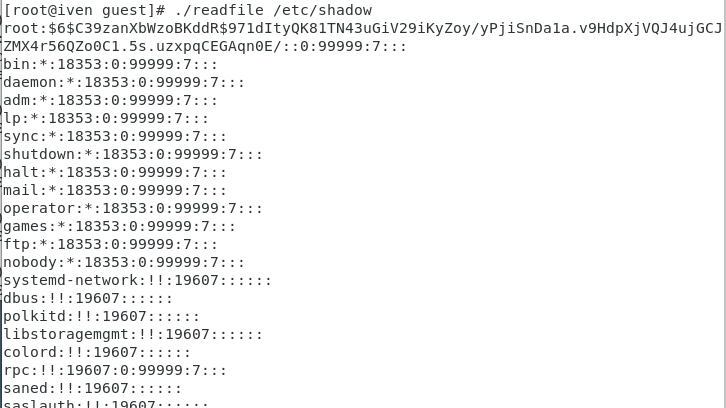 [root@iven guest]# ./readfile /etc/shadow
root:$6$C39zanXbWzoBKddR$971dItyQK81TN43uGiV29iKyZoy/yPjiSnDa1a.v9HdpXjVQJ4ujGCJ
ZMX4r56QZo0C1.5s.uzxpqCEGAqn0E/::0:99999:7:::
bin:*:18353:0:99999:7:::
daemon:*:18353:0:99999:7:::
adm:*:18353:0:99999:7:::
lp:*:18353:0:99999:7:::
sync:*:18353:0:99999:7:::
shutdown:*:18353:0:99999:7:::
halt:*:18353:0:99999:7:::
mail:*:18353:0:99999:7:::
operator:*:18353:0:99999:7:::
games:*:18353:0:99999:7:::
ftp:*:18353:0:99999:7:::
nobody:*:18353:0:99999:7:::
systemd-network:!!:19607::::::
dbus:!!:19607::::::
polkitd:!!:19607::::::
libstoragemgmt:!!:19607::::::
colord:!!:19607::::::
rpc:!!:19607:0:99999:7:::
saned:!!:19607::::::
saslauth:!!:19607::::::